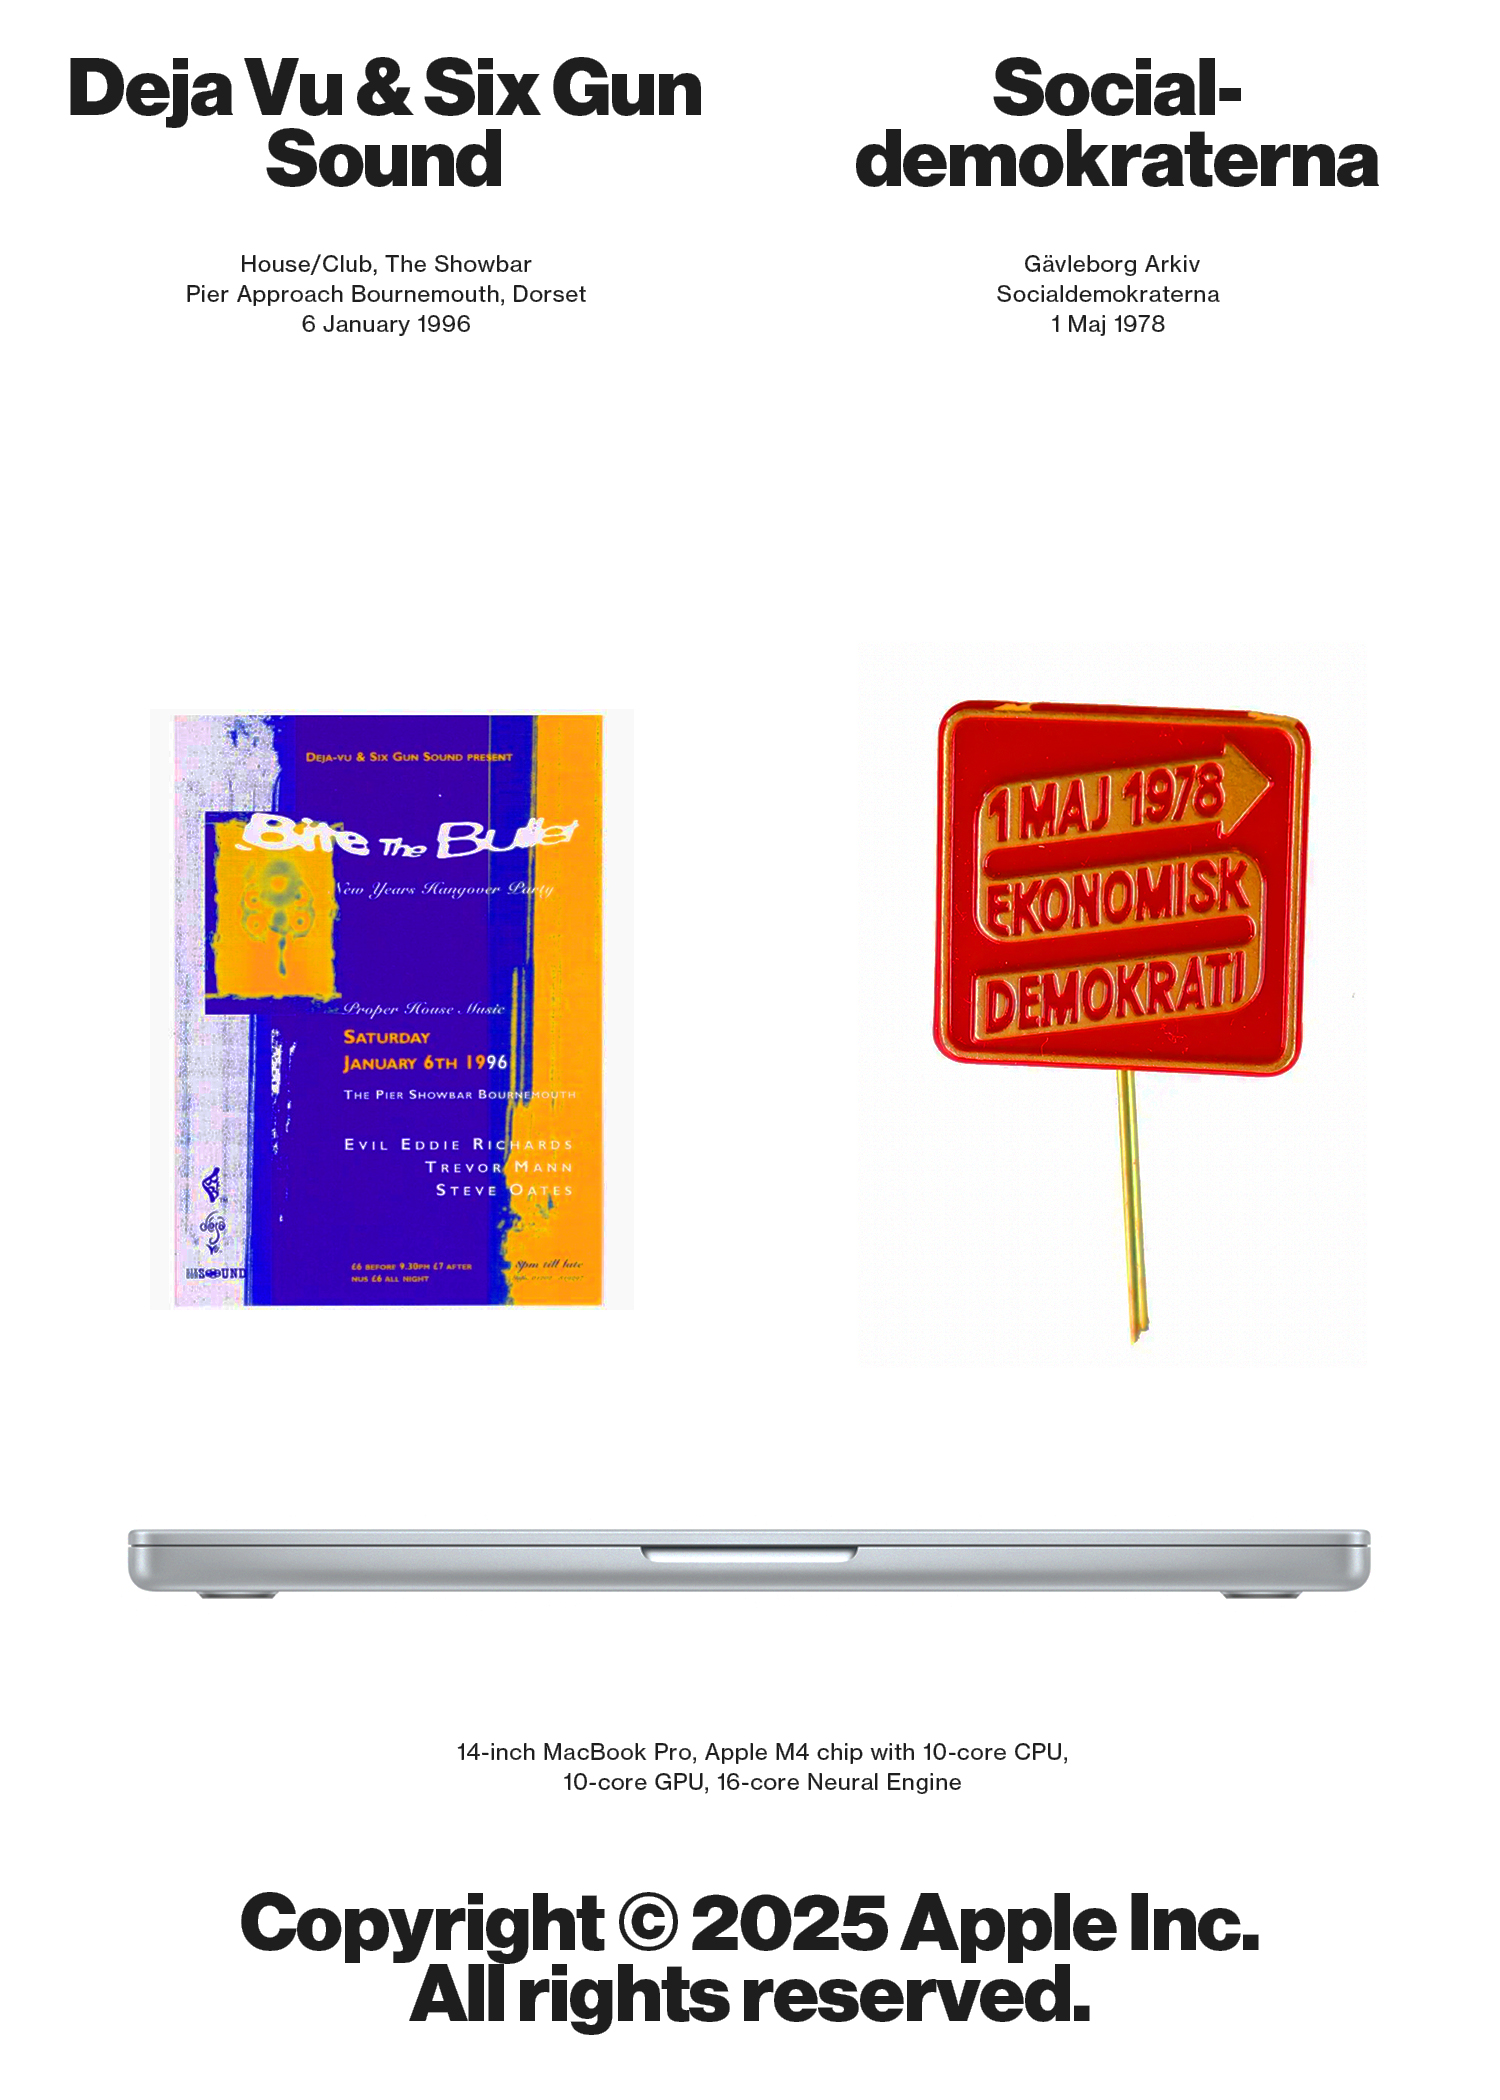 Deja Vu & Six Gun
Sound
House/Club, The Showbar
Pier Approach Bournemouth, Dorset
6 January 1996
Social-
demokraterna
Gävleborg Arkiv
Socialdemokraterna
1 Maj 1978
DEJA-VU & SIX GUN SOUND PRESENT
Bite The Bullet
New Years Hangover Party
Proper House Music
SATURDAY
JANUARY 6TH 1996
THE PIER SHOWBAR BOURNEMOUTH
EVIL EDDIE RICHARDS
TREVOR MANN
STEVE OATES
deja
Vu
SOUND
£6 BEFORE 9.30PM £7 AFTER
NUS £6 ALL NIGHT
8pm till late
1 MAJ 1978
EKONOMISK
DEMOKRATI
14-inch MacBook Pro, Apple M4 chip with 10-core CPU,
10-core GPU, 16-core Neural Engine
Copyright © 2025 Apple Inc.
All rights reserved.